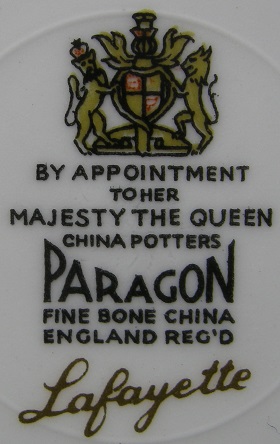 BY APPOINTMENT
TO HER
MAJESTY THE QUEEN
CHINA POTTERS
PARAGON
FINE BONE CHINA
ENGLAND REG'D
Lafayette